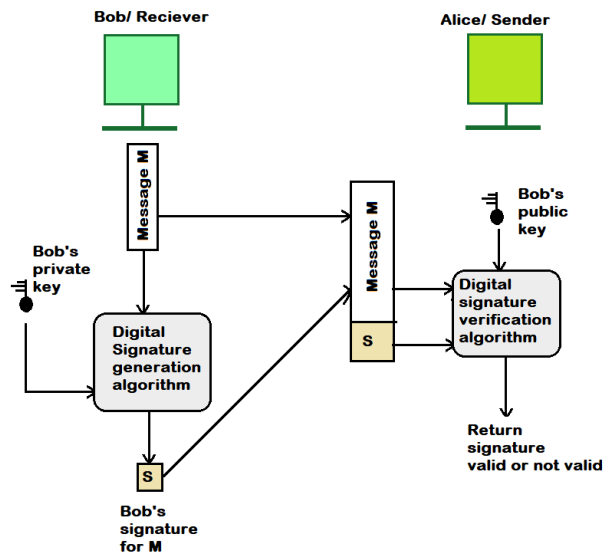 Bob/ Reciever
Alice/ Sender
Message M
Message M
Bob's
private
key
Bob's
public
key
Digital
Signature
generation
algorithm
Digital
signature
verification
algorithm
S
S
Bob's
signature
for M
Return
signature
valid or not valid